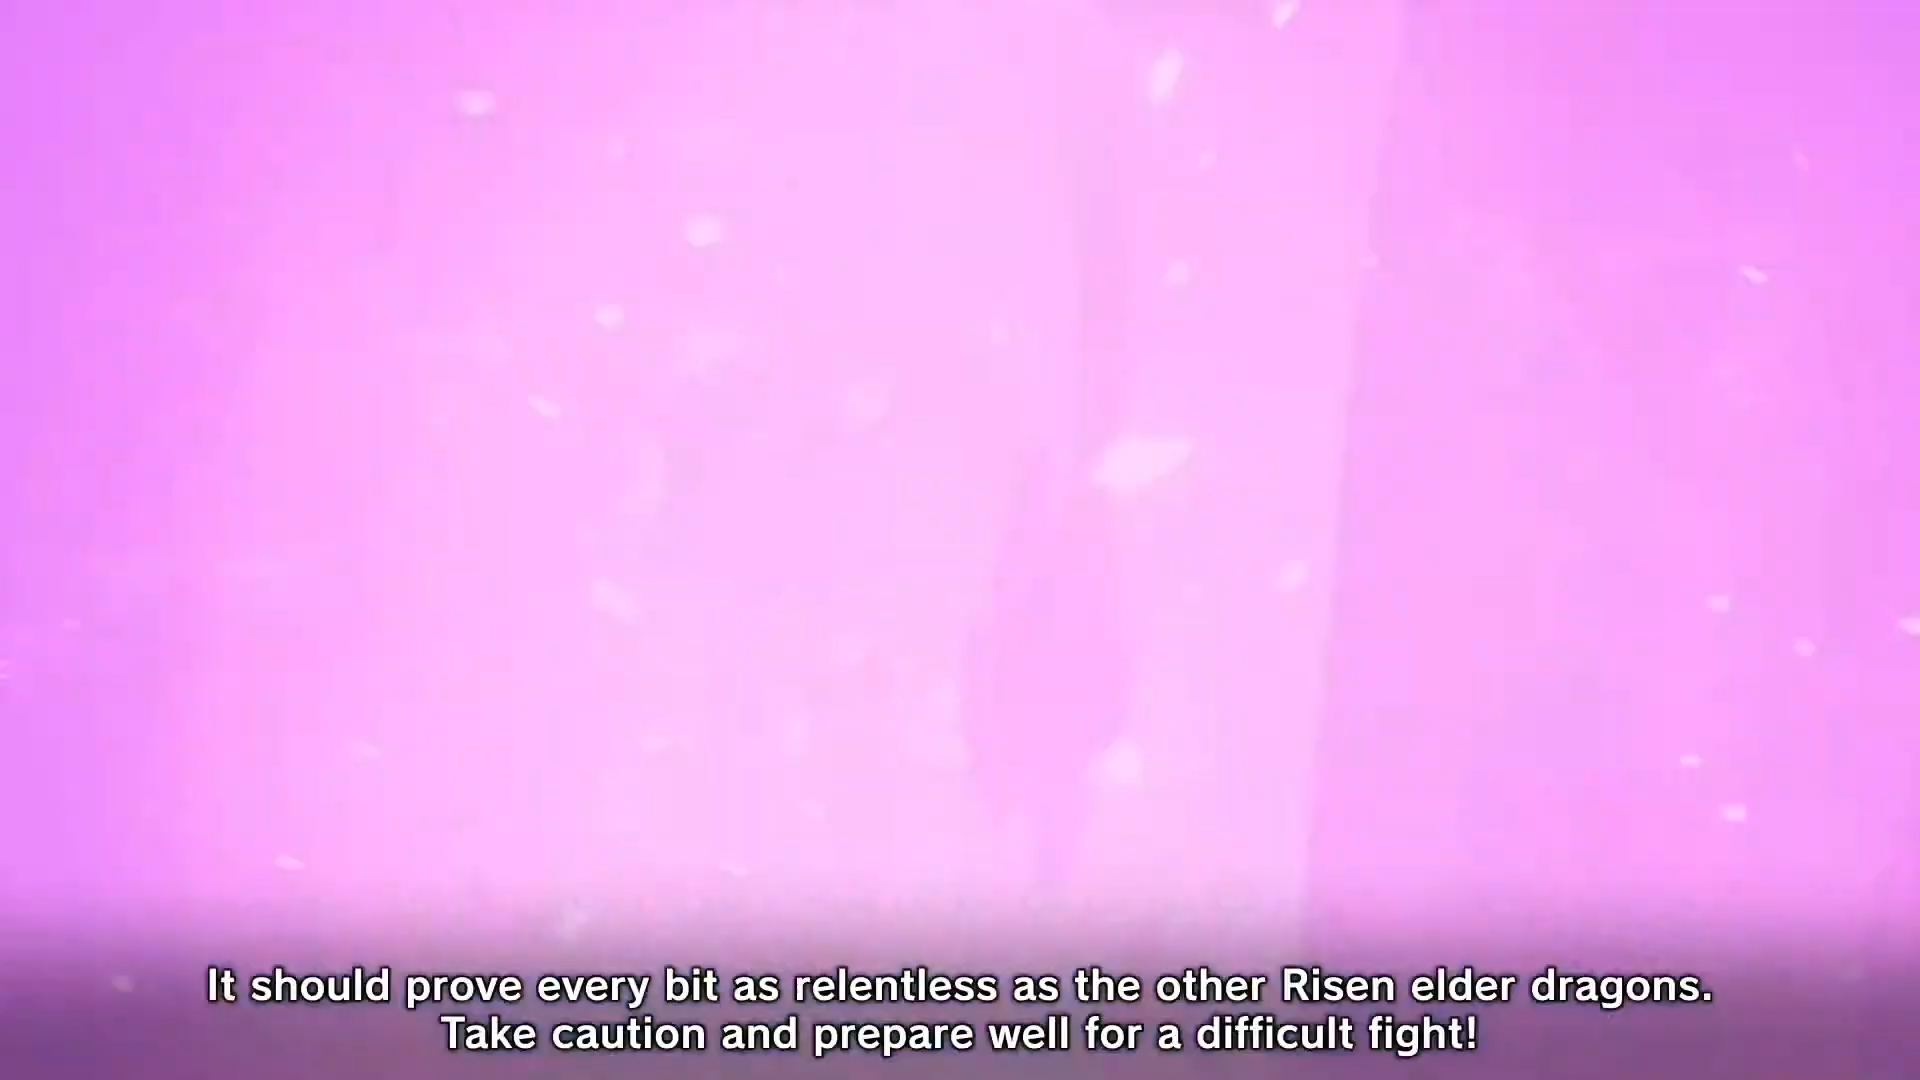 It should prove every bit as relentless as the other Risen elder dragons.
Take caution and prepare well for a difficult fight!